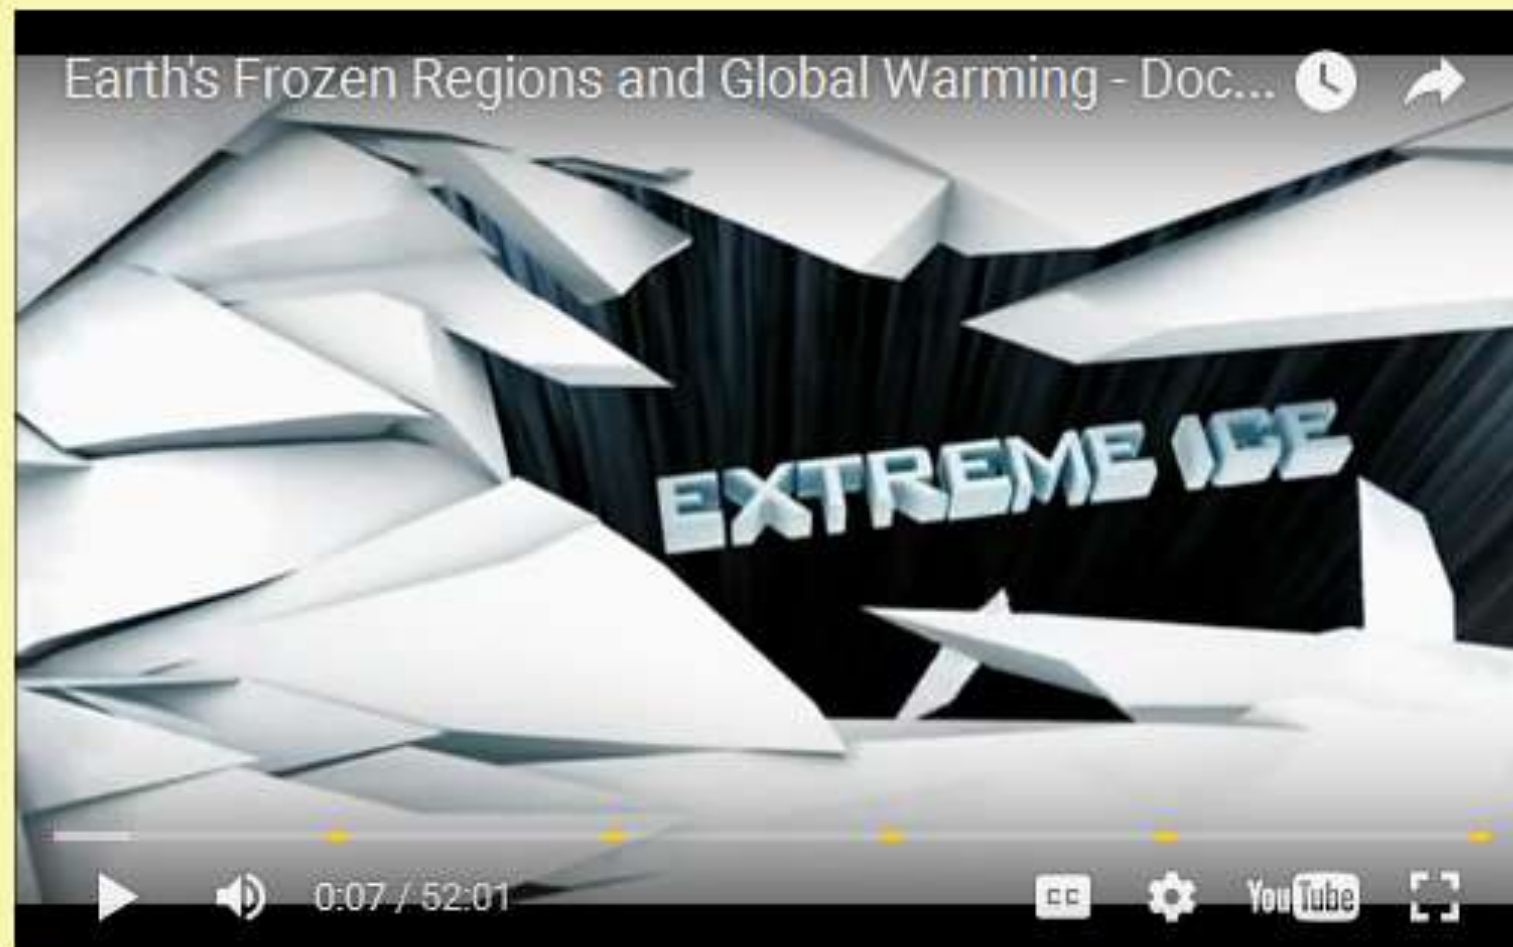 Earth's Frozen Regions and Global Warming - Doc...
EXTREME ICE
0:07 / 52:01
CC
YouTube